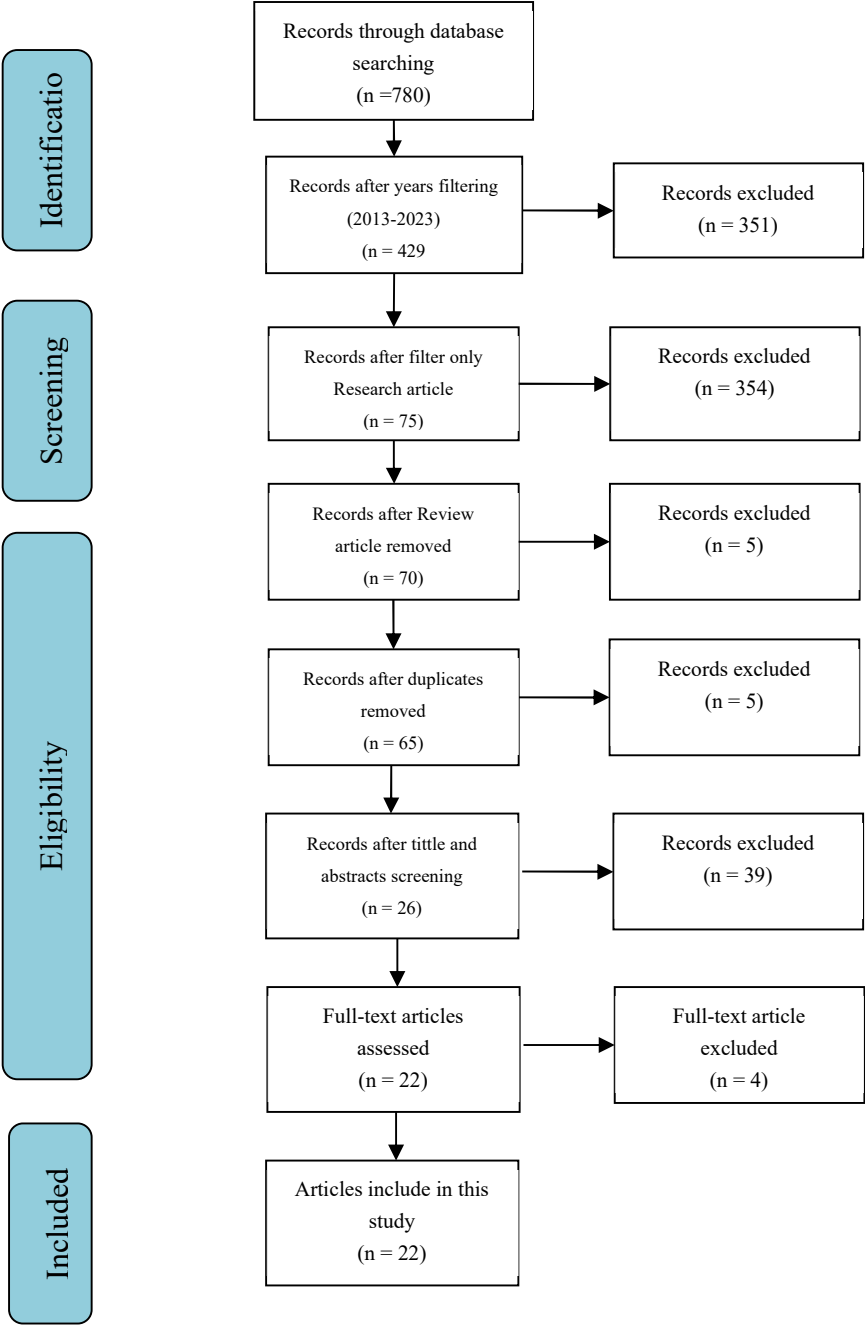 Identificatio
Records through database
searching
(n =780)
Records after years filtering
(2013-2023)
(n = 429
Records excluded
(n = 351)
Screening
Records after filter only
Research article
(n = 75)
Records excluded
(n = 354)
Records after Review
article removed
(n = 70)
Records excluded
(n = 5)
Eligibility
Records after duplicates
removed
(n = 65)
Records excluded
(n = 5)
Records after tittle and
abstracts screening
(n = 26)
Records excluded
(n = 39)
Full-text articles
assessed
(n = 22)
Full-text article
excluded
(n = 4)
Included
Articles include in this
study
(n = 22)